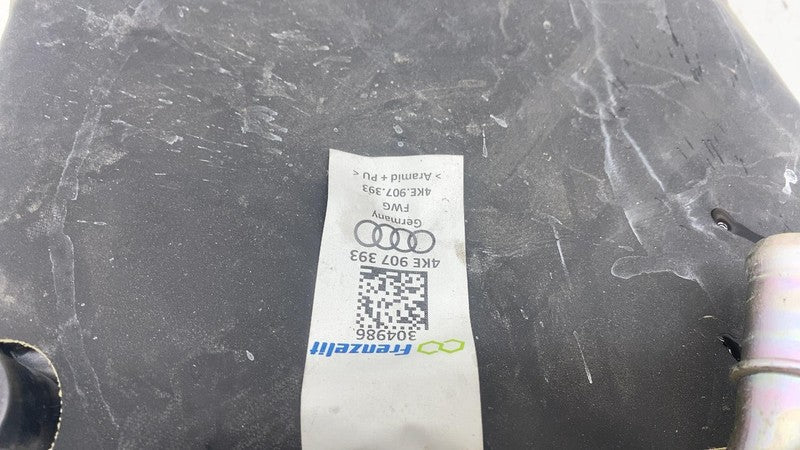 Frenzelit
304986
4KE 907 393
Germany
FWG
4KE.907.393
> Aramid + PU <